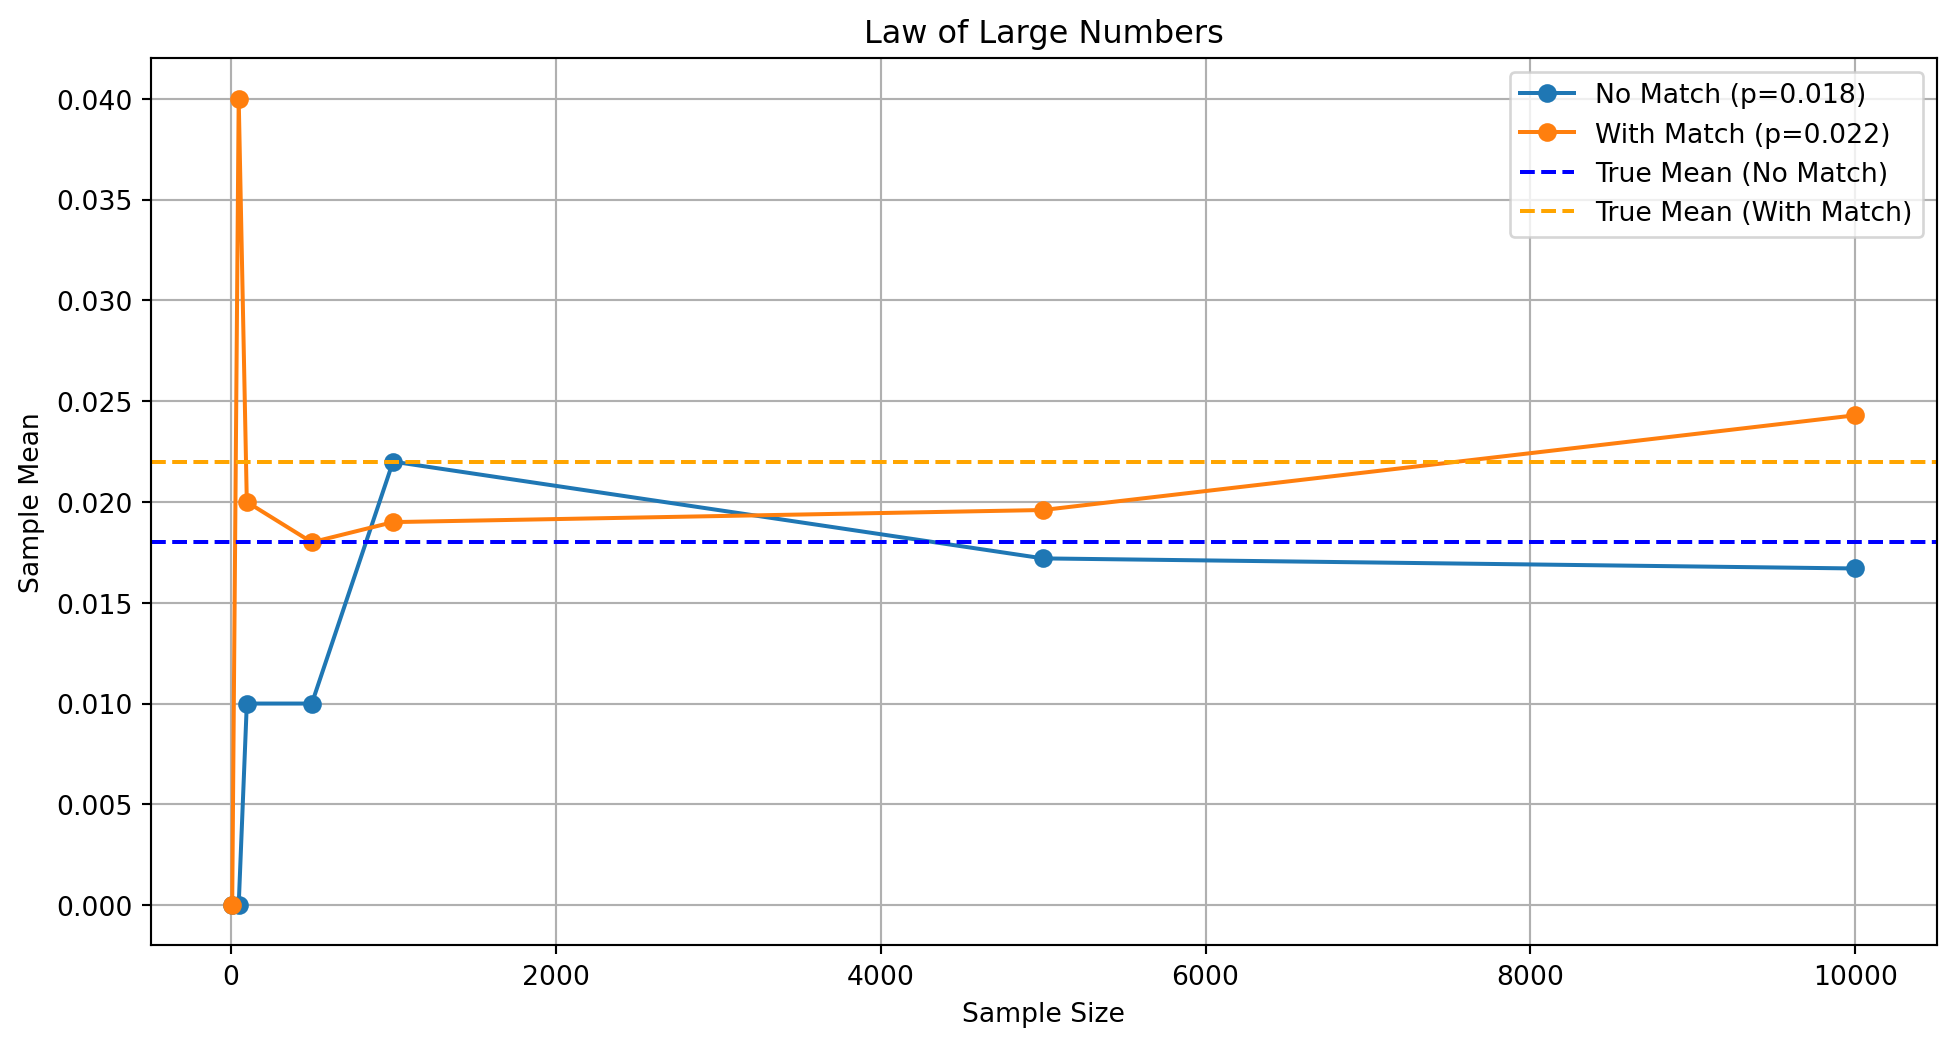 Law of Large Numbers
No Match (p=0.018)
With Match (p=0.022)
True Mean (No Match)
True Mean (With Match)
Sample Mean
0.040
0.035
0.030
0.025
0.020
0.015
0.010
0.005
0.000
0 2000 4000 6000 8000 10000
Sample Size